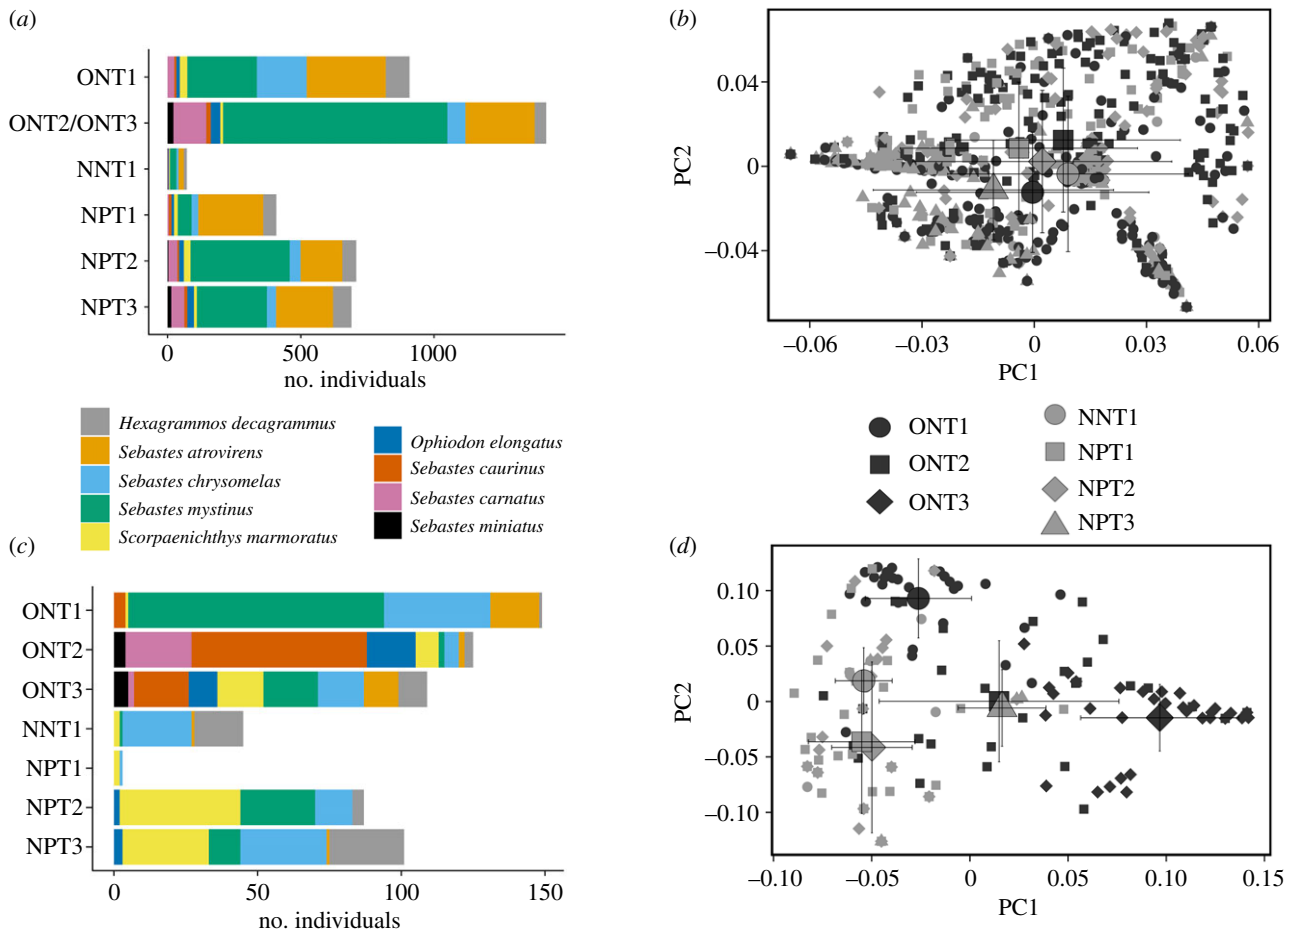 (a)
ONT1
ONT2/ONT3
NNT1
NPT1
NPT2
NPT3
0 500 1000
no. individuals
(b)
PC2
0.04
0
–0.04
–0.06 –0.03 0 0.03 0.06
PC1
Hexagrammos decagrammus
Sebastes atrovirens
Sebastes chrysomelas
Sebastes mystinus
Scorpaenichthys marmoratus
Ophiodon elongatus
Sebastes caurinus
Sebastes carnatus
Sebastes miniatus
ONT1
ONT2
ONT3
NNT1
NPT1
NPT2
NPT3
(c)
ONT1
ONT2
ONT3
NNT1
NPT1
NPT2
NPT3
0 50 100 150
no. individuals
(d)
PC2
0.10
0.05
0
–0.05
–0.10
–0.10 –0.05 0 0.05 0.10 0.15
PC1